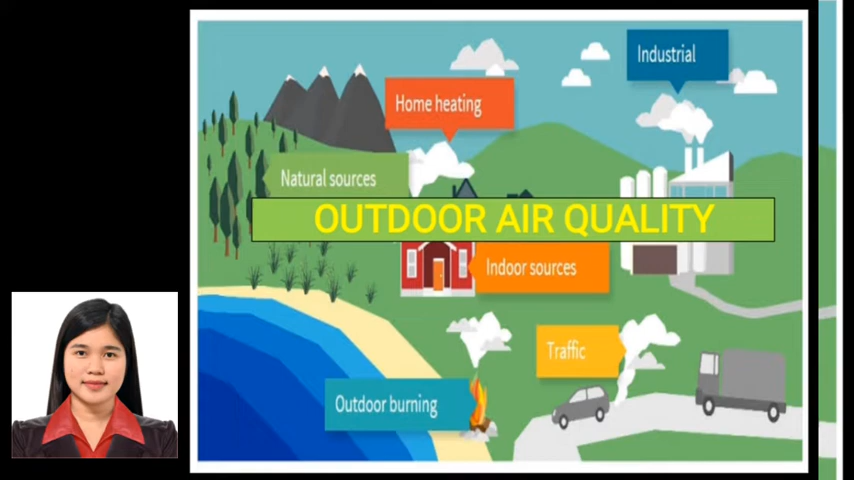 Industrial
Home heating
Natural sources
OUTDOOR AIR QUALITY
Indoor sources
Traffic
Outdoor burning